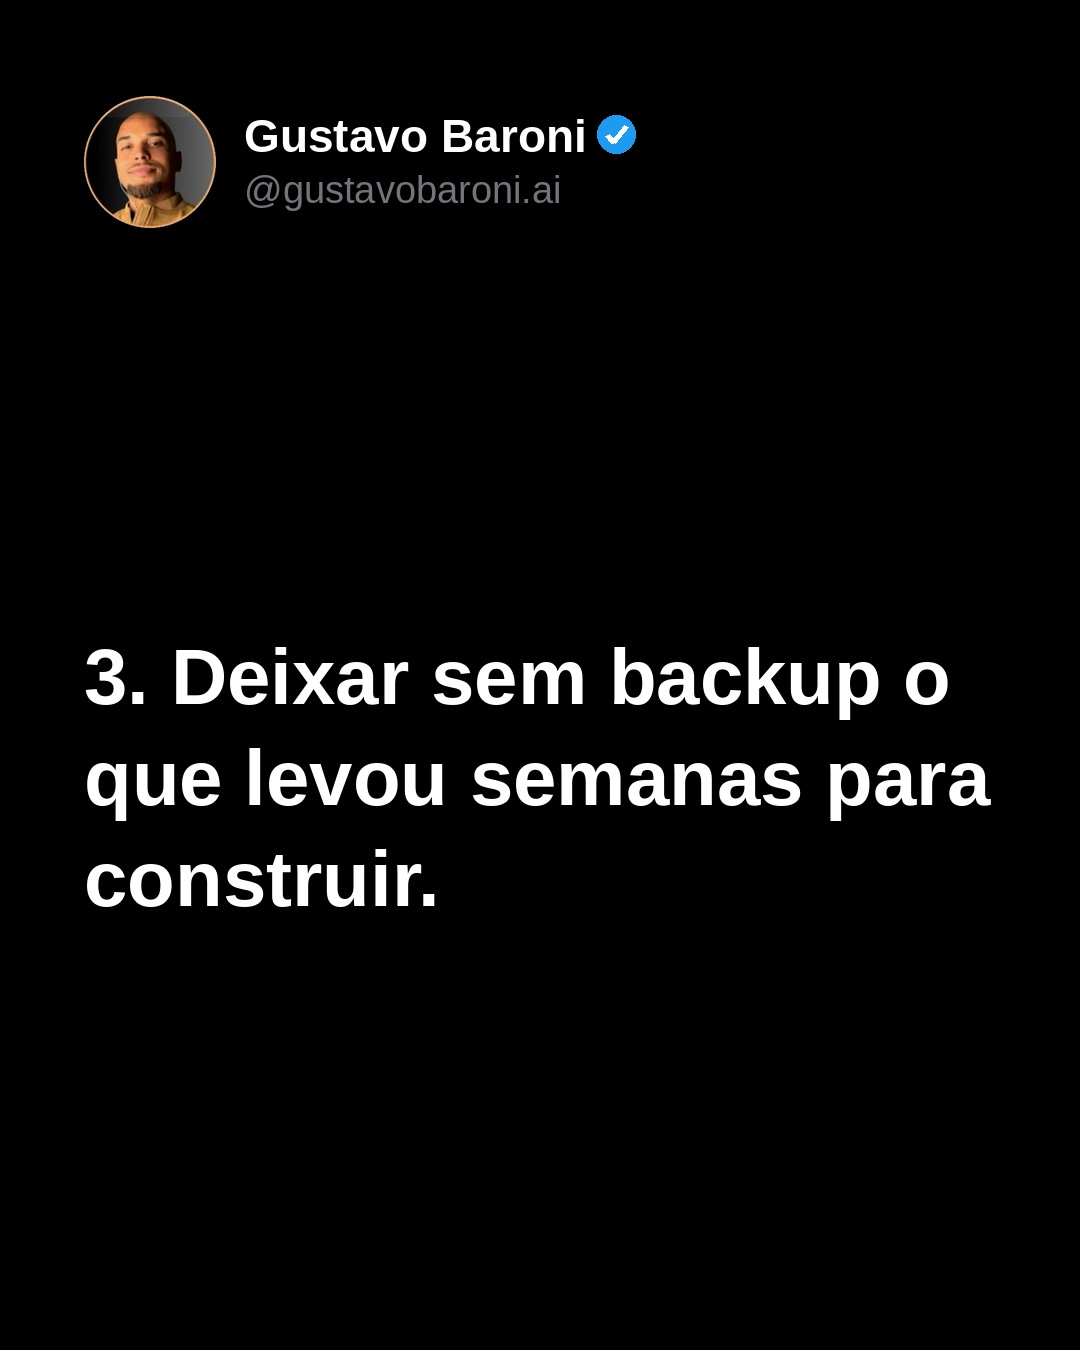 Gustavo Baroni
@gustavobaroni.ai
3. Deixar sem backup o
que levou semanas para
construir.